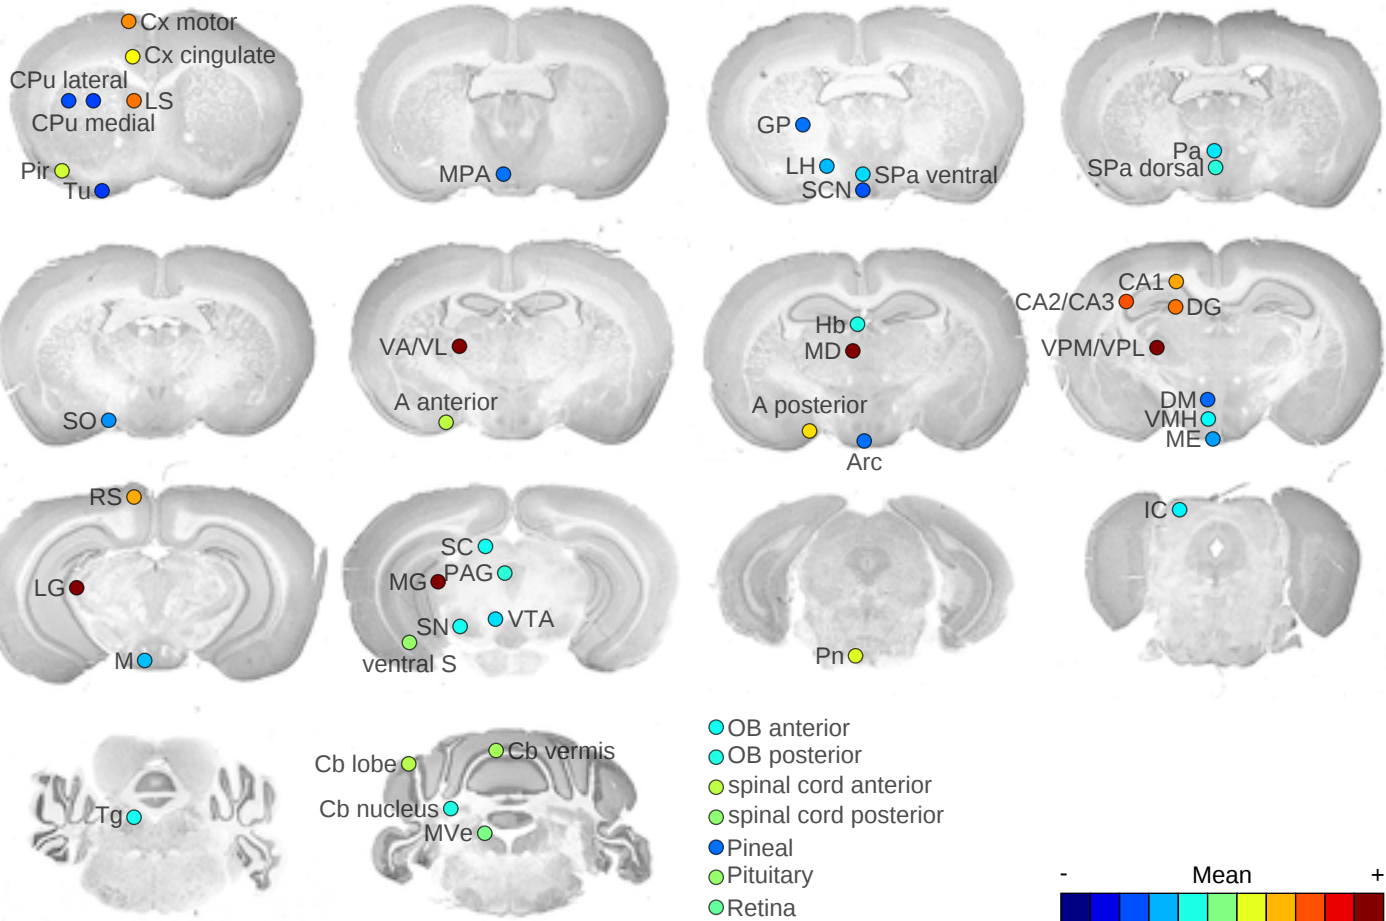 Cx motor
Cx cingulate
CPu lateral
LS
CPu medial
Pir
Tu
MPA
GP
LH
SPa ventral
SCN
Pa
SPa dorsal
SO
VA/VL
A anterior
Hb
MD
A posterior
Arc
CA1
CA2/CA3
DG
VPM/VPL
DM
VMH
ME
RS
LG
M
SC
MG
PAG
SN
VTA
ventral S
Pn
IC
Tg
Cb lobe
Cb vermis
Cb nucleus
MVe
OB anterior
OB posterior
spinal cord anterior
spinal cord posterior
Pineal
Pituitary
Retina
- Mean +